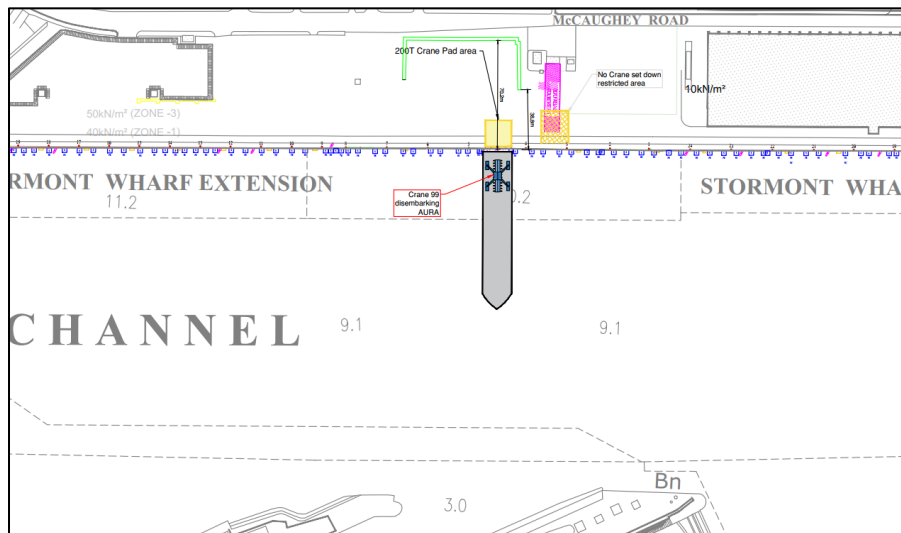 McCAUGHEY ROAD
200T Crane Pad area
No Crane set down
restricted area
10kN/m²
50kN/m² (ZONE -3)
40kN/m² (ZONE -1)
RMONT WHARF EXTENSION
STORMONT WHA
11.2
0.2
Crane 99
disembarking
AURA
CHANNEL
9.1
9.1
3.0
Bn